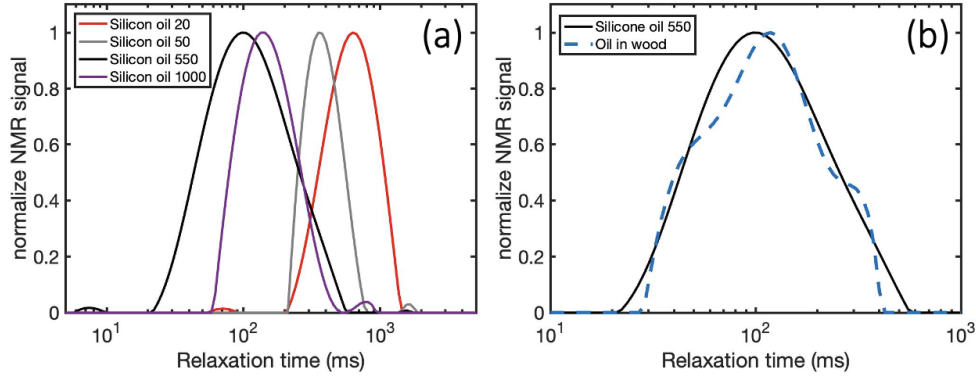 Silicon oil 20
Silicon oil 50
Silicon oil 550
Silicon oil 1000
(a)
normalize NMR signal
1
0.8
0.6
0.4
0.2
0
10¹
10²
10³
Relaxation time (ms)
Silicone oil 550
Oil in wood
(b)
normalize NMR signal
1
0.8
0.6
0.4
0.2
0
10¹
10²
10³
Relaxation time (ms)